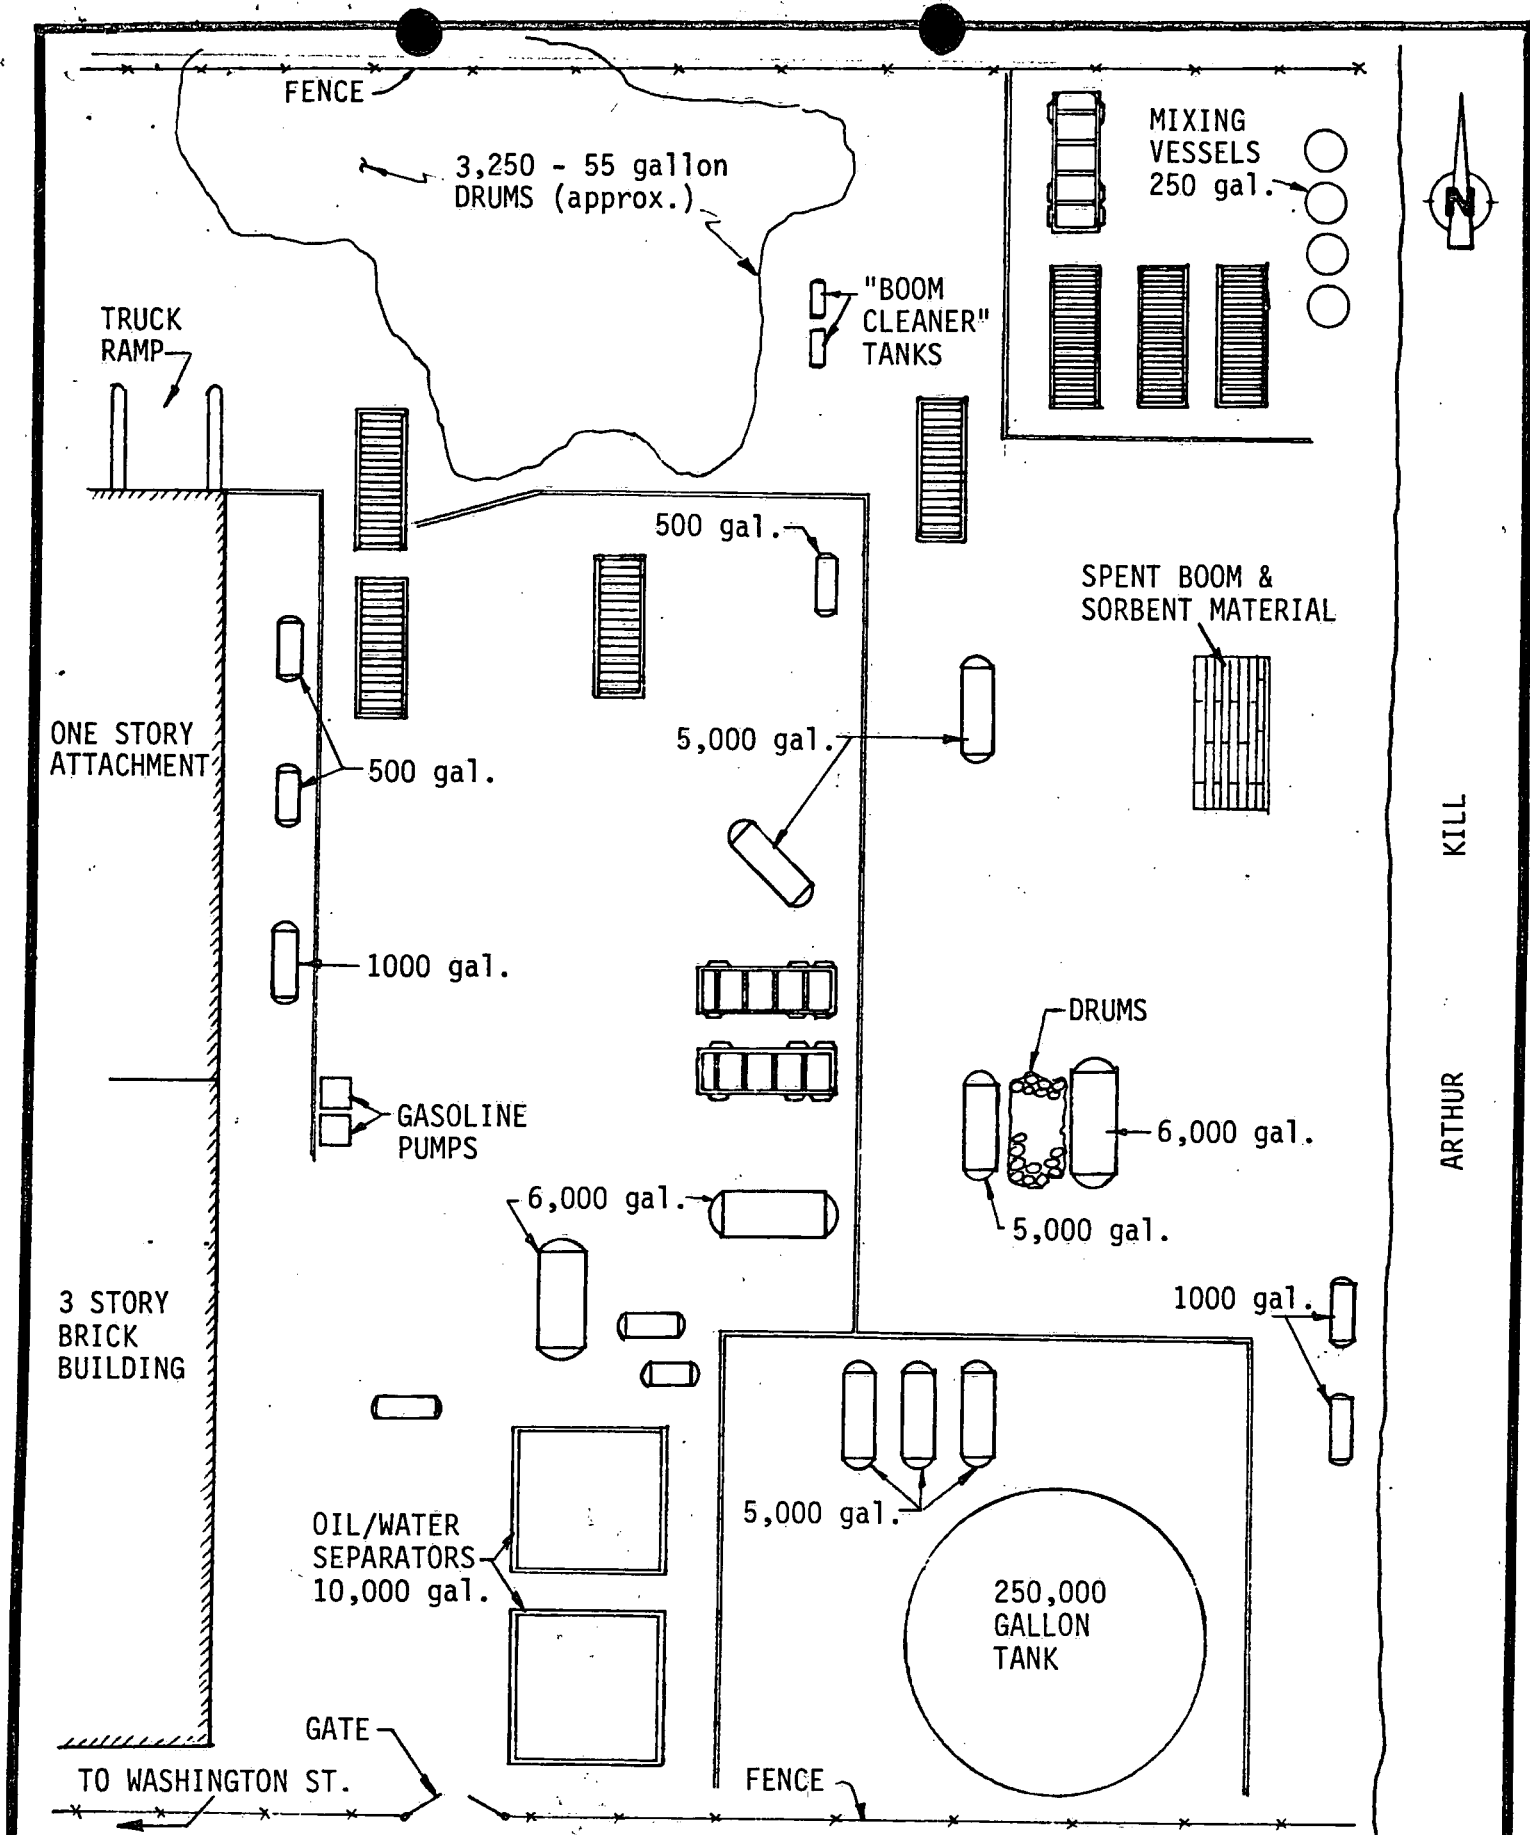 FENCE
3,250 - 55 gallon
DRUMS (approx.)
MIXING
VESSELS
250 gal.
N
"BOOM
CLEANER"
TANKS
TRUCK
RAMP
500 gal.
SPENT BOOM &
SORBENT MATERIAL
ONE STORY
ATTACHMENT
5,000 gal.
500 gal.
KILL
1000 gal.
DRUMS
ARTHUR
GASOLINE
PUMPS
6,000 gal.
6,000 gal.
5,000 gal.
3 STORY
BRICK
BUILDING
1000 gal.
5,000 gal.
OIL/WATER
SEPARATORS
10,000 gal.
250,000
GALLON
TANK
GATE
TO WASHINGTON ST.
FENCE